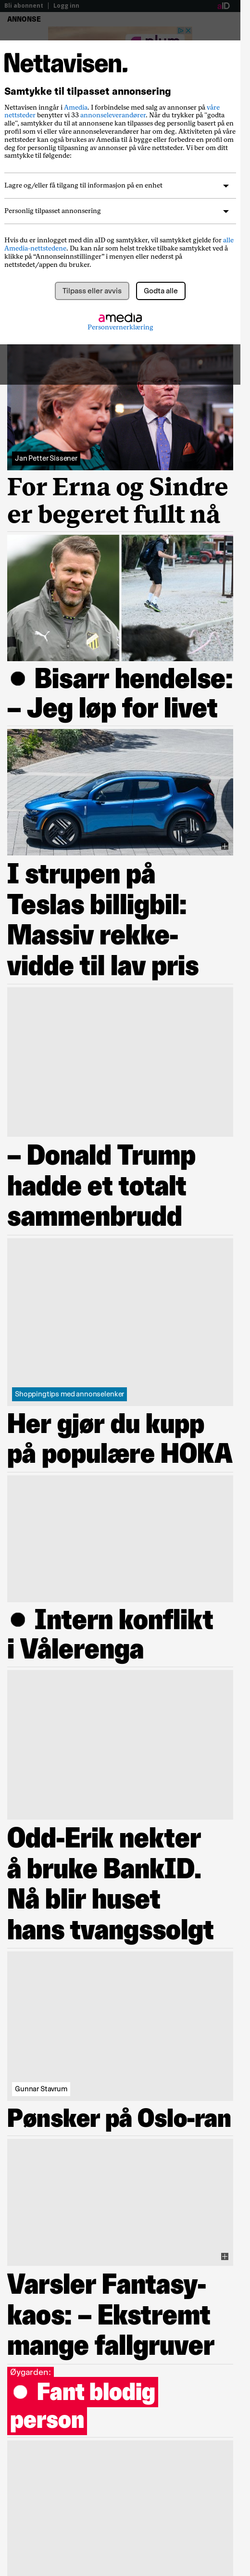 Bli abonnent
Logg inn
aID
ANNONSE
Nettavisen.
Samtykke til tilpasset annonsering
Nettavisen inngår i Amedia. I forbindelse med salg av annonser på våre
nettsteder benytter vi 33 annonseleverandører. Når du trykker på "godta
alle", samtykker du til at annonsene kan tilpasses deg personlig basert på en
profil som vi eller våre annonseleverandører har om deg. Aktiviteten på våre
nettsteder kan også brukes av Amedia til å bygge eller forbedre en profil om
deg for personlig tilpasning av annonser på våre nettsteder. Vi ber om ditt
samtykke til følgende:
Lagre og/eller få tilgang til informasjon på en enhet
Personlig tilpasset annonsering
Hvis du er innlogget med din aID og samtykker, vil samtykket gjelde for alle
Amedia-nettstedene. Du kan når som helst trekke tilbake samtykket ved å
klikke på “Annonseinnstillinger” i menyen eller nederst på
nettstedet/appen du bruker.
Tilpass eller avvis
Godta alle
amedia
Personvernerklæring
Jan Petter Sissener
For Erna og Sindre
er begeret fullt nå
● Bisarr hendelse:
– Jeg løp for livet
I strupen på
Teslas billigbil:
Massiv rekke-
vidde til lav pris
– Donald Trump
hadde et totalt
sammenbrudd
Shoppingtips med annonselenker
Her gjør du kupp
på populære HOKA
● Intern konflikt
i Vålerenga
Odd-Erik nekter
å bruke BankID.
Nå blir huset
hans tvangssolgt
Gunnar Stavrum
Pønsker på Oslo-ran
Varsler Fantasy-
kaos: – Ekstremt
mange fallgruver
Øygarden:
● Fant blodig
person